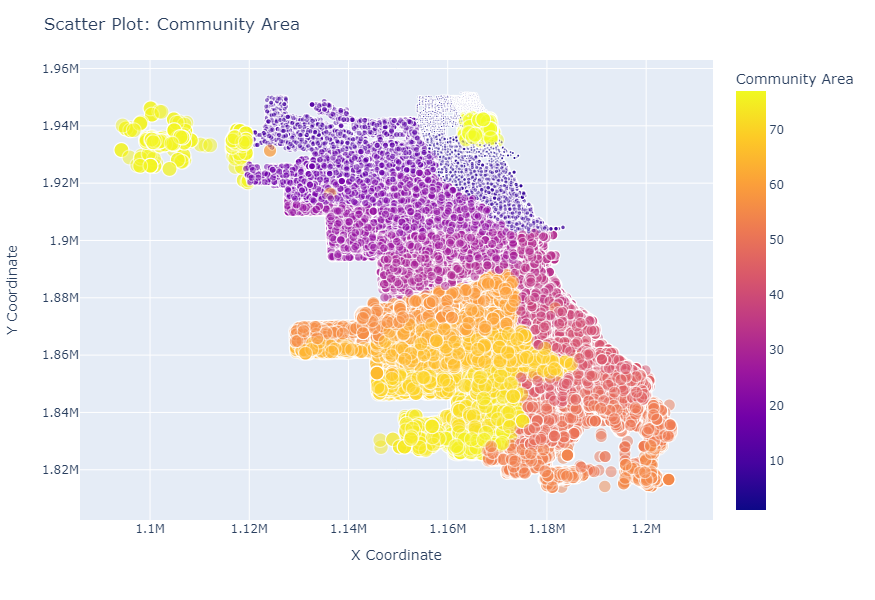 Scatter Plot: Community Area
Community Area
1.96M
1.94M
1.92M
1.9M
1.88M
1.86M
1.84M
1.82M
Y Coordinate
1.1M
1.12M
1.14M
1.16M
1.18M
1.2M
X Coordinate
70
60
50
40
30
20
10